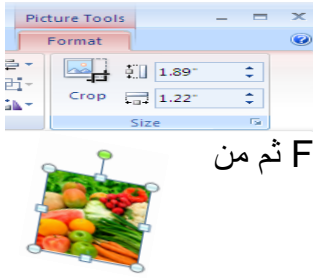 Picture Tools
Format
Crop
1.89"
1.22"
Size
F ثم من